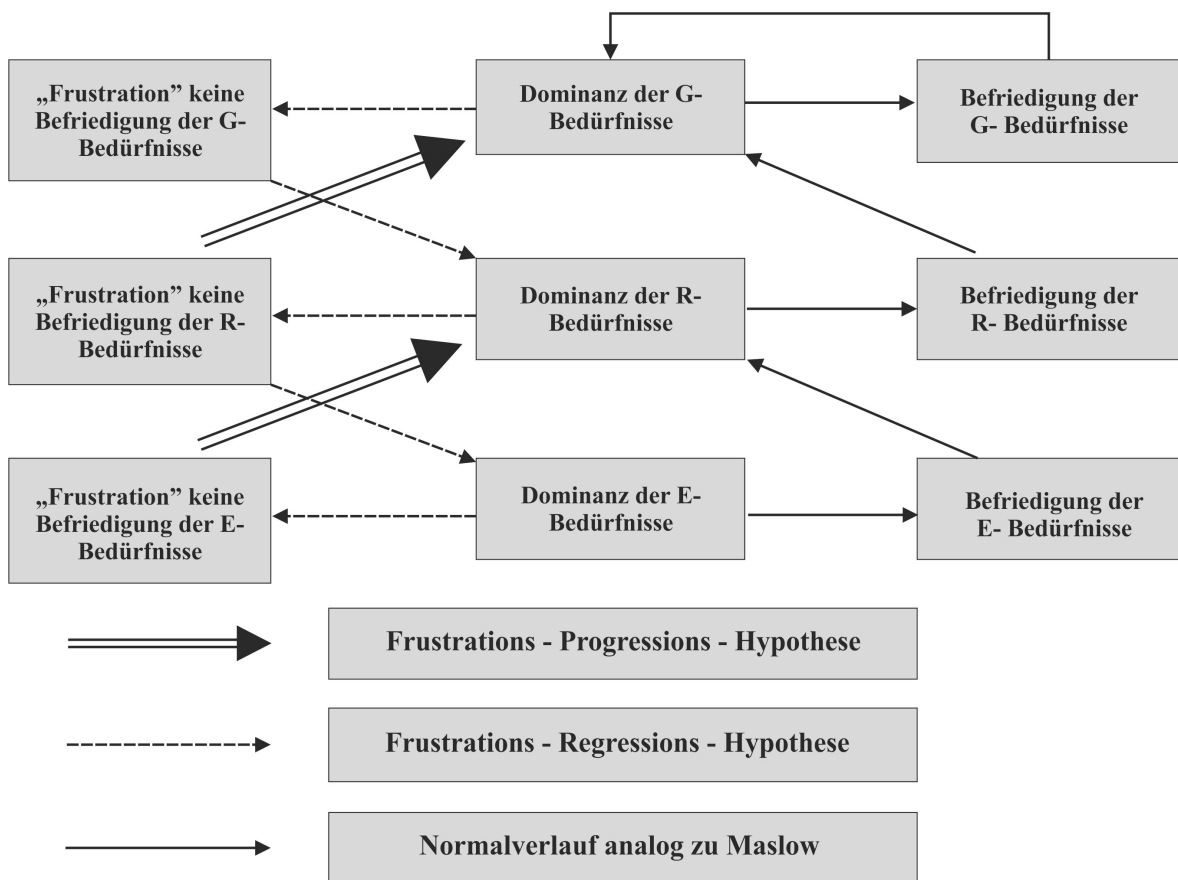 „Frustration” keine
Befriedigung der G-
Bedürfnisse
Dominanz der G-
Bedürfnisse
Befriedigung der
G- Bedürfnisse
„Frustration” keine
Befriedigung der R-
Bedürfnisse
Dominanz der R-
Bedürfnisse
Befriedigung der
R- Bedürfnisse
„Frustration” keine
Befriedigung der E-
Bedürfnisse
Dominanz der E-
Bedürfnisse
Befriedigung der
E- Bedürfnisse
Frustrations - Progressions - Hypothese
Frustrations - Regressions - Hypothese
Normalverlauf analog zu Maslow